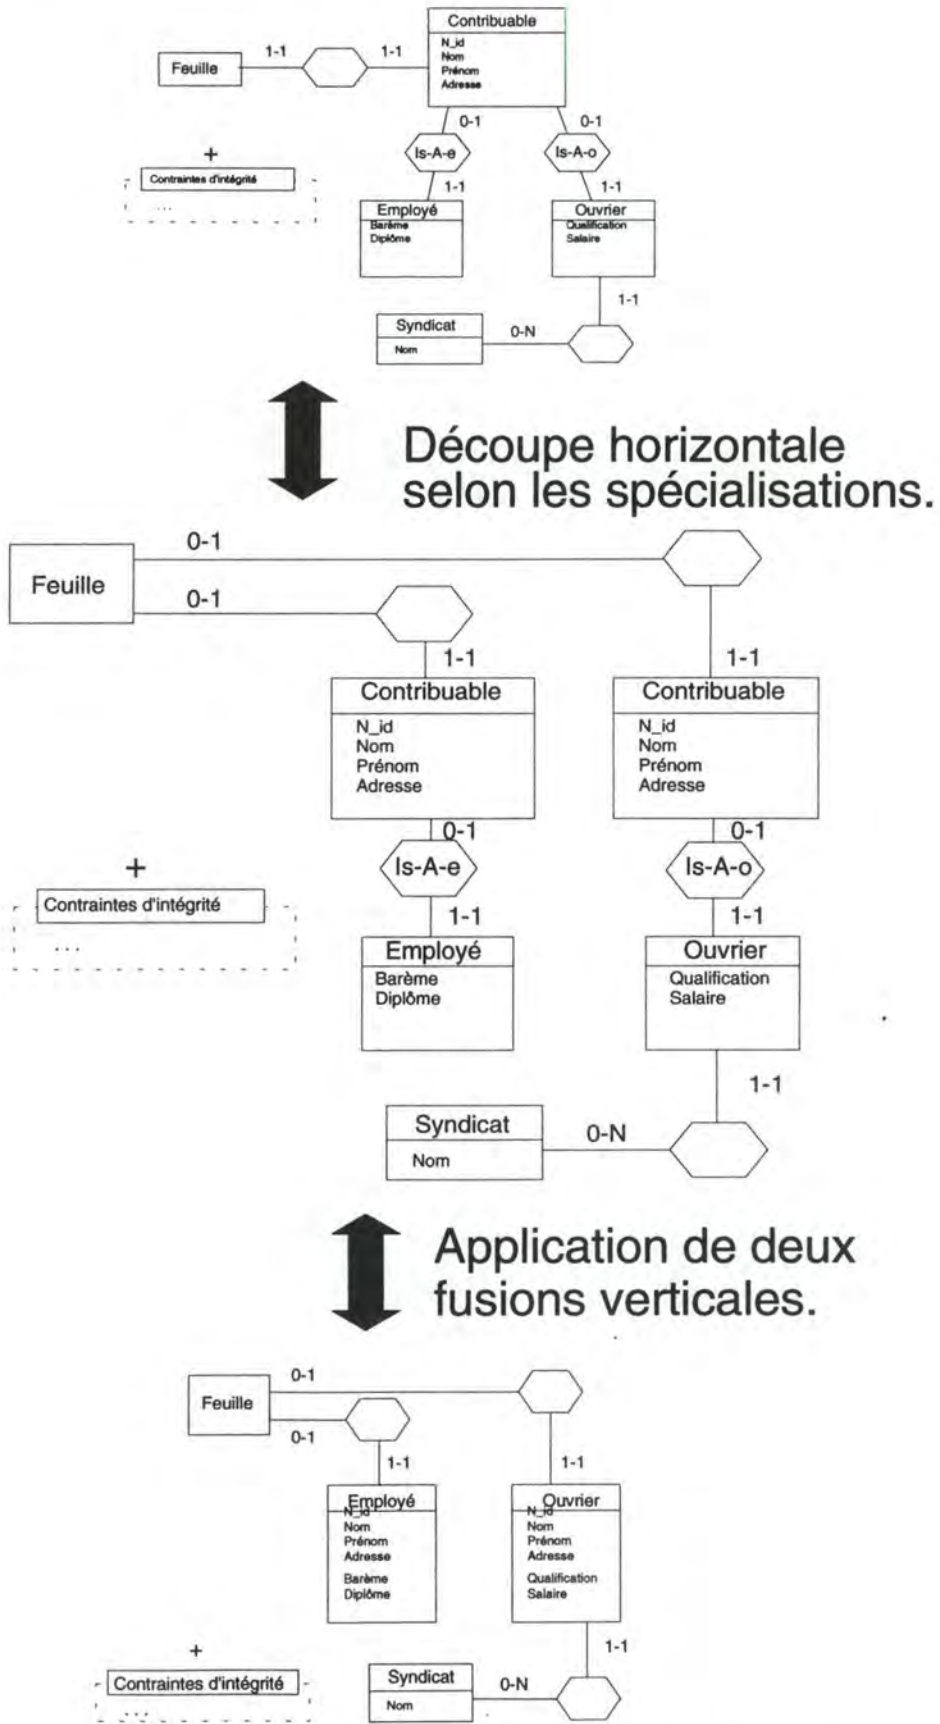 Contribuable
N_id
Nom
Prénom
Adresse
1-1
1-1
Feuille
0-1
0-1
+
Is-A-e
Is-A-o
Contraintes d'intégrité
...
1-1
1-1
Employé
Barème
Diplôme
Ouvrier
Qualification
Salaire
1-1
Syndicat
Nom
0-N
Découpe horizontale
selon les spécialisations.
0-1
Feuille
0-1
1-1
1-1
Contribuable
N_id
Nom
Prénom
Adresse
Contribuable
N_id
Nom
Prénom
Adresse
0-1
0-1
+
Is-A-e
Is-A-o
Contraintes d'intégrité
...
1-1
1-1
Employé
Barème
Diplôme
Ouvrier
Qualification
Salaire
1-1
Syndicat
Nom
0-N
Application de deux
fusions verticales.
0-1
Feuille
0-1
1-1
1-1
Employé
N_id
Nom
Prénom
Adresse
Barème
Diplôme
Ouvrier
N_id
Nom
Prénom
Adresse
Qualification
Salaire
1-1
+
Contraintes d'intégrité
...
Syndicat
Nom
0-N